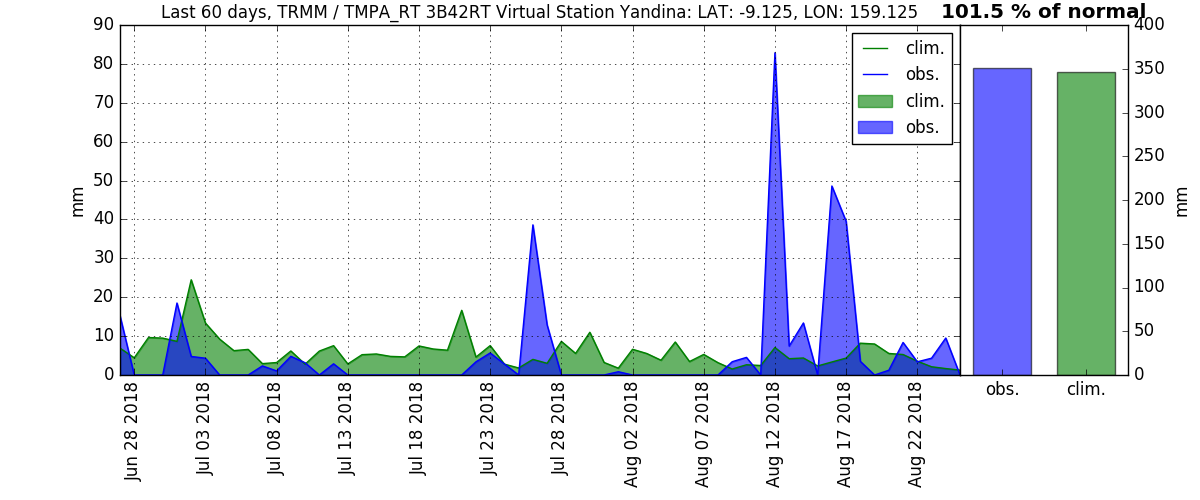 Last 60 days, TRMM / TMPA_RT 3B42RT Virtual Station Yandina: LAT: -9.125, LON: 159.125
101.5 % of normal
90
80
70
60
50
40
30
20
10
0
mm
clim.
obs.
clim.
obs.
400
350
300
250
200
150
100
50
0
mm
Jun 28 2018
Jul 03 2018
Jul 08 2018
Jul 13 2018
Jul 18 2018
Jul 23 2018
Jul 28 2018
Aug 02 2018
Aug 07 2018
Aug 12 2018
Aug 17 2018
Aug 22 2018
obs.
clim.